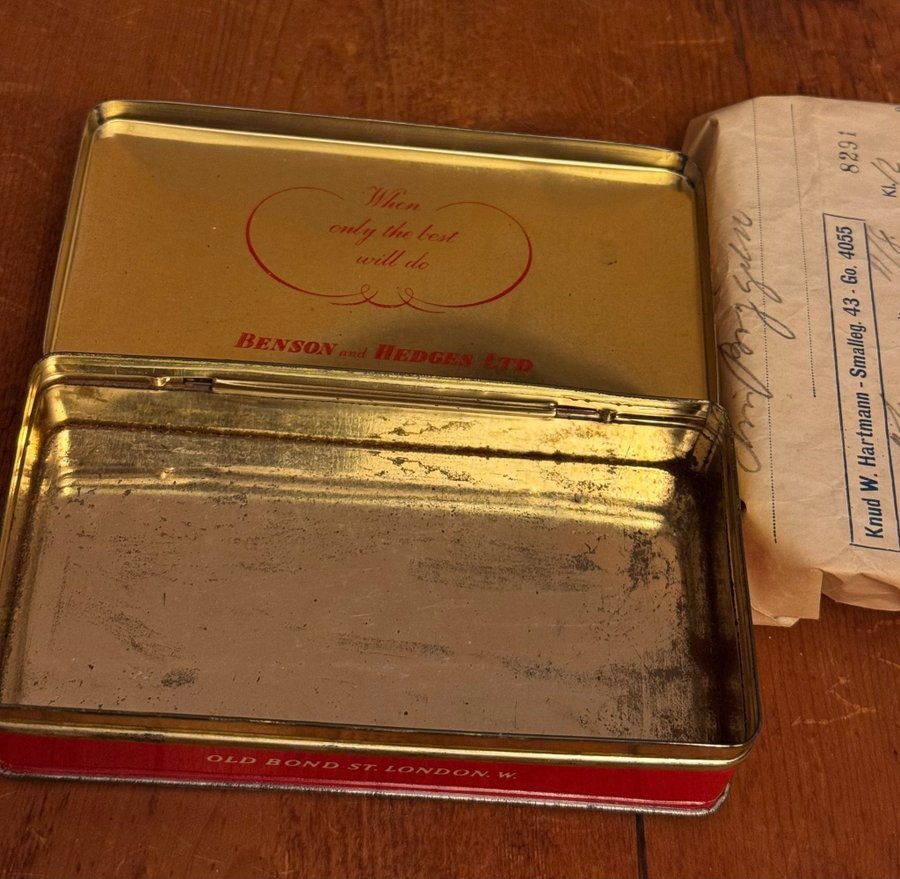 When
only the best
will do
BENSON and HEDGES LTD
OLD BOND ST. LONDON. W.
8291
Kl.
Knud W. Hartmann - Smalleg. 43 - Go. 4055